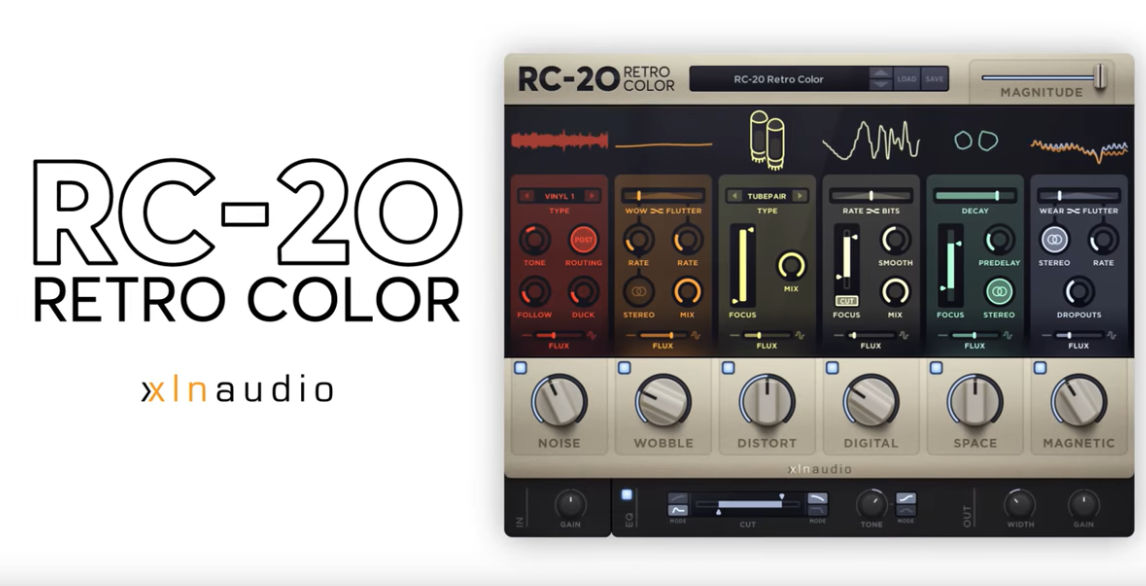 RC-20
RETRO COLOR
xlnaudio
RC-20 RETRO COLOR
RC-20 Retro Color
LOAD SAVE
MAGNITUDE
VINYL 1
TYPE
TONE ROUTING
POST
FOLLOW DUCK
FLUX
WOW FLUTTER
RATE RATE
STEREO MIX
FLUX
TUBEPAIR
TYPE
MIX
FOCUS
FLUX
RATE BITS
SMOOTH
CUT
FOCUS MIX
FLUX
DECAY
PREDELAY
FOCUS STEREO
FLUX
WEAR FLUTTER
STEREO RATE
DROPOUTS
FLUX
NOISE WOBBLE DISTORT DIGITAL SPACE MAGNETIC
xlnaudio
IN GAIN EQ MODE CUT MODE TONE MODE OUT WIDTH GAIN